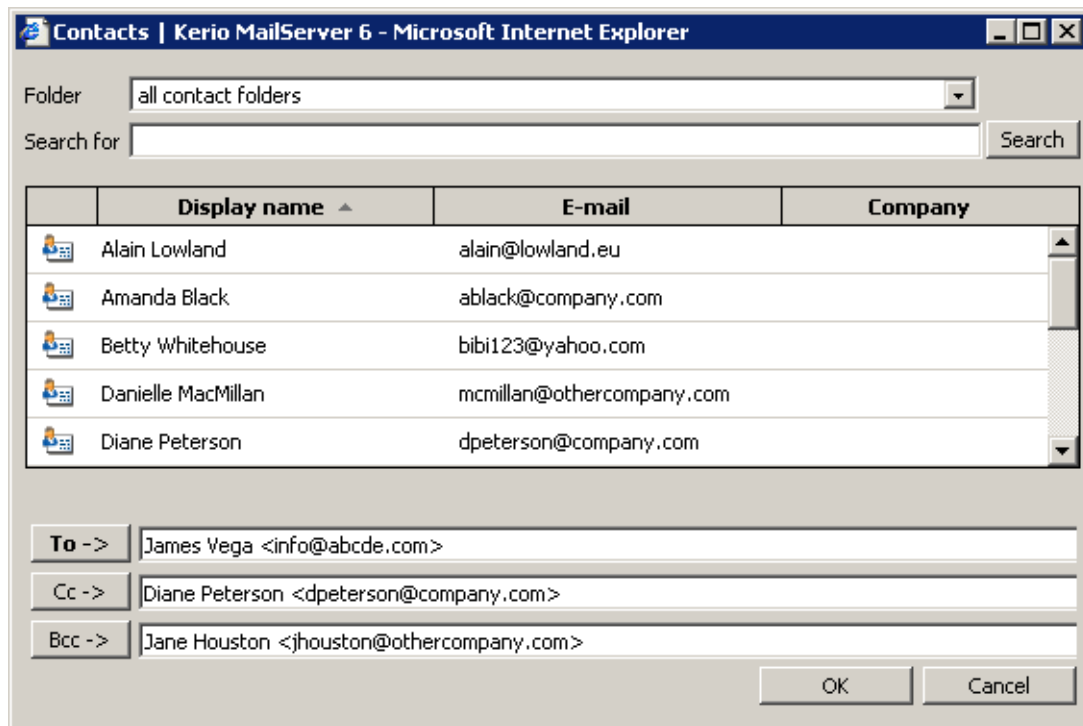 Contacts | Kerio MailServer 6 - Microsoft Internet Explorer
Folder all contact folders
Search for Search
Display name E-mail Company
Alain Lowland alain@lowland.eu
Amanda Black ablack@company.com
Betty Whitehouse bibi123@yahoo.com
Danielle MacMillan mcmillan@othercompany.com
Diane Peterson dpeterson@company.com
To -> James Vega <info@abcde.com>
Cc -> Diane Peterson <dpeterson@company.com>
Bcc -> Jane Houston <jhouston@othercompany.com>
OK Cancel